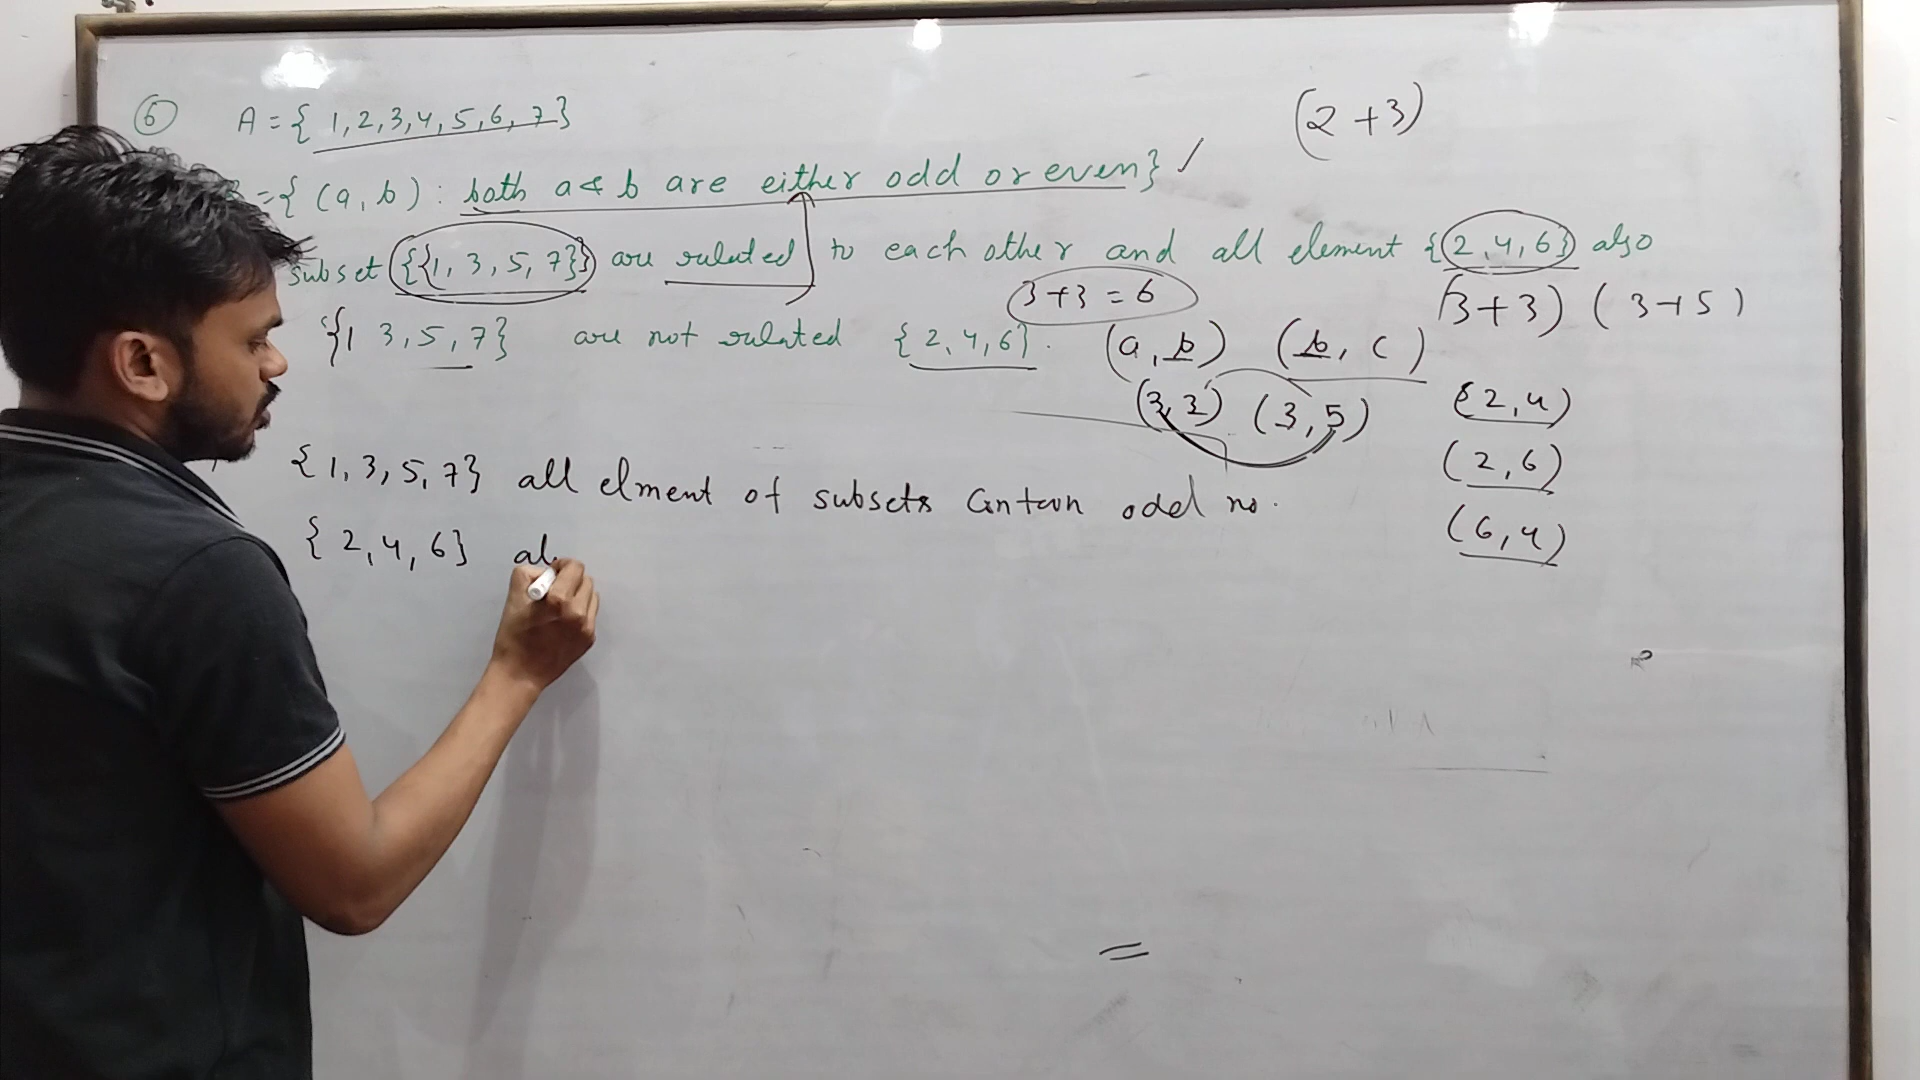 6 A = { 1, 2, 3, 4, 5, 6, 7 }
(2 + 3)
= { (a, b) : both a & b are either odd or even }
subset {{1, 3, 5, 7}} are related to each other and all element { 2, 4, 6 } also
3 + 3 = 6
(3 + 3) ( 3 + 5 )
{1 3, 5, 7} are not related { 2, 4, 6 }.
(a, b) (b, c)
(3, 3) (3, 5)
{2, 4)
(2, 6)
(6, 4)
{ 1, 3, 5, 7} all elment of subsets Contain odd no.
{ 2, 4, 6} al
=